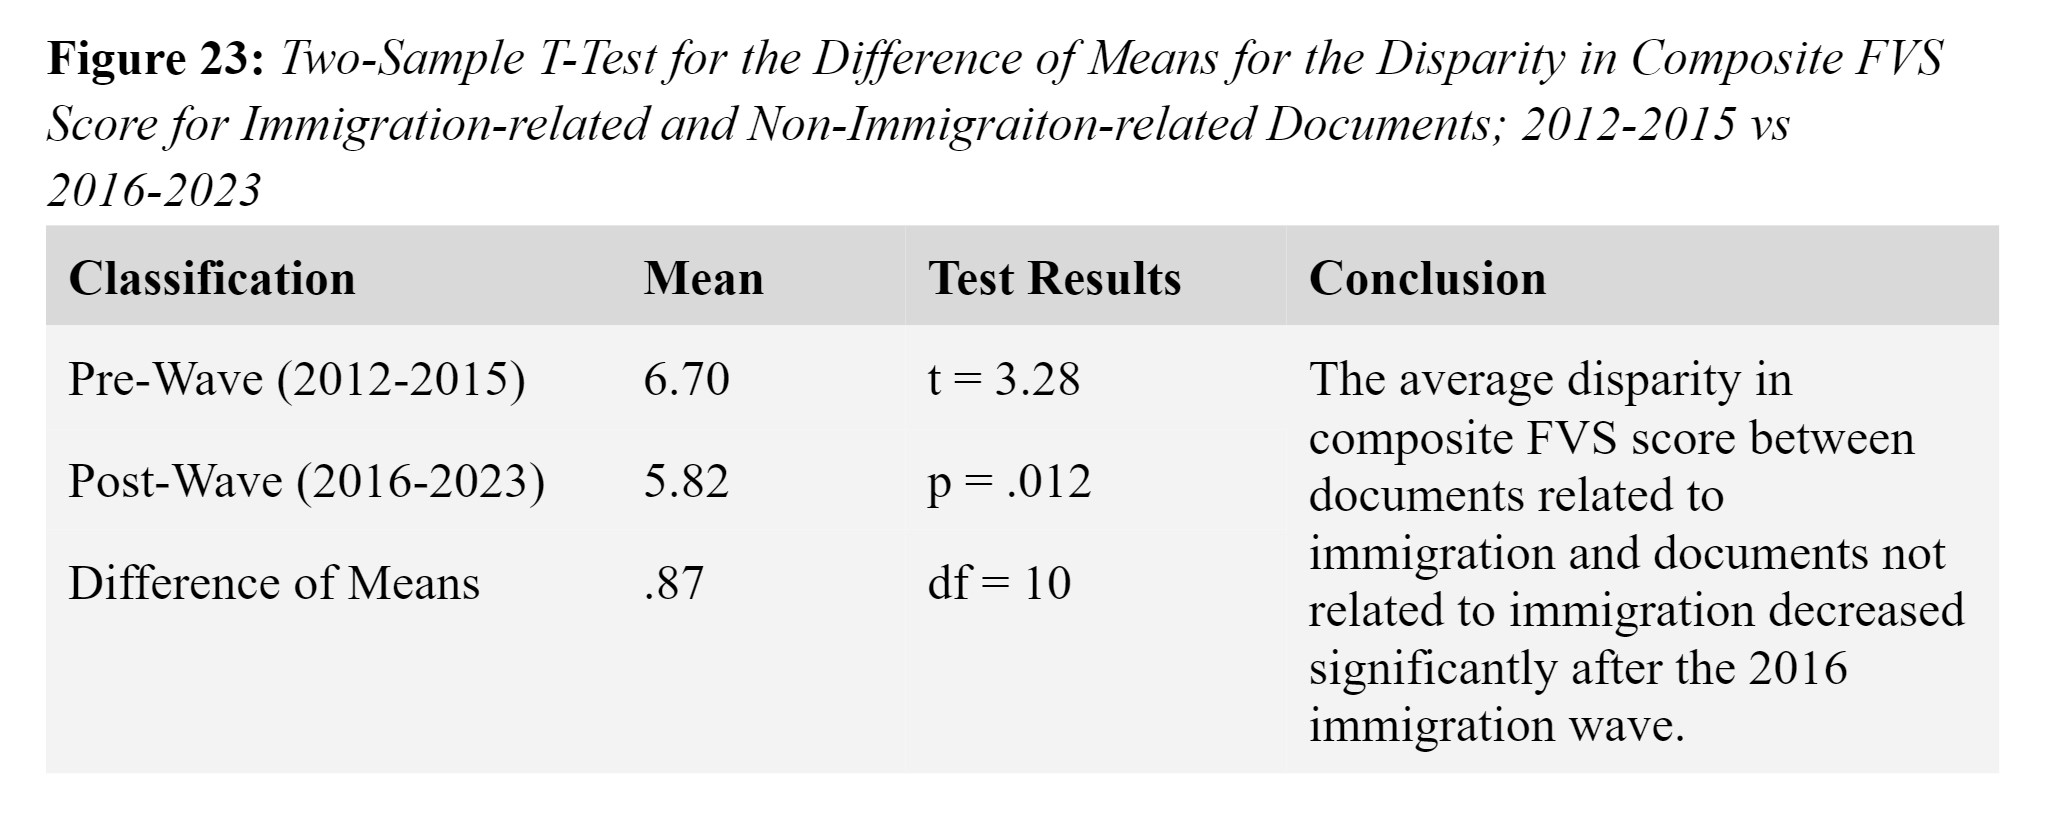 Figure 23: Two-Sample T-Test for the Difference of Means for the Disparity in Composite FVS
Score for Immigration-related and Non-Immigraiton-related Documents; 2012-2015 vs
2016-2023
Classification Mean Test Results Conclusion
Pre-Wave (2012-2015) 6.70 t = 3.28
Post-Wave (2016-2023) 5.82 p = .012
Difference of Means .87 df = 10
The average disparity in
composite FVS score between
documents related to
immigration and documents not
related to immigration decreased
significantly after the 2016
immigration wave.